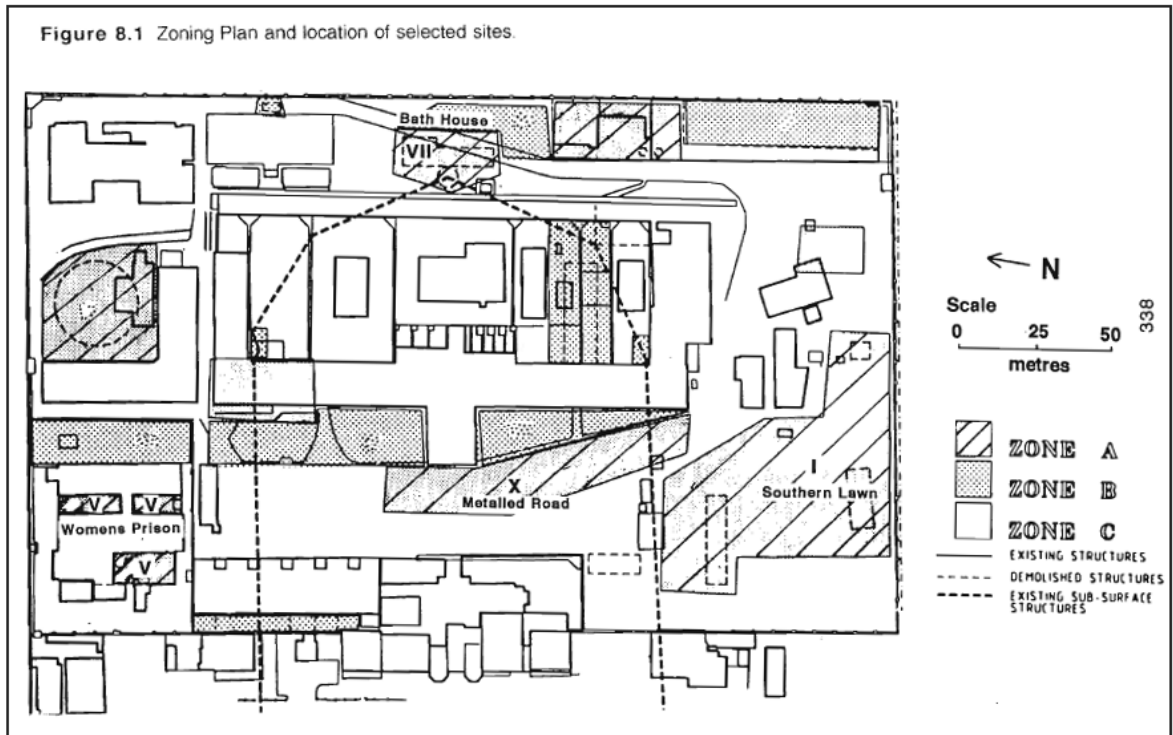 Figure 8.1 Zoning Plan and location of selected sites.
Bath House
VII
N
Scale
0 25 50
metres
338
I
Southern Lawn
X
Metalled Road
V V
Womens Prison
V
ZONE A
ZONE B
ZONE C
EXISTING STRUCTURES
DEMOLISHED STRUCTURES
EXISTING SUB-SURFACE
STRUCTURES